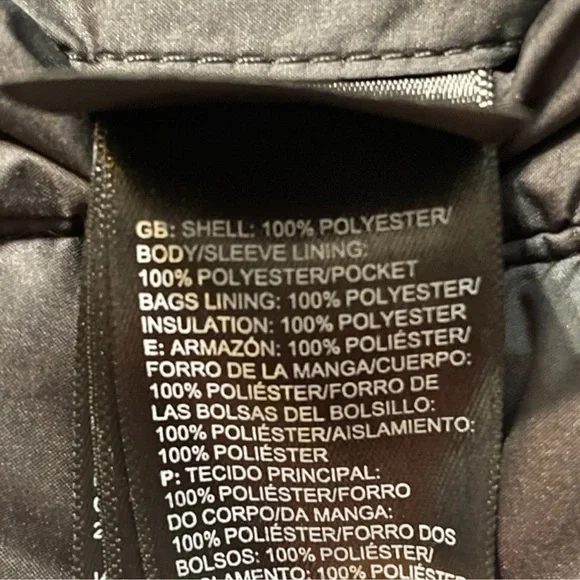 GB: SHELL: 100% POLYESTER/
BODY/SLEEVE LINING:
100% POLYESTER/POCKET
BAGS LINING: 100% POLYESTER/
INSULATION: 100% POLYESTER
E: ARMAZÓN: 100% POLIÉSTER/
FORRO DE LA MANGA/CUERPO:
100% POLIÉSTER/FORRO DE
LAS BOLSAS DEL BOLSILLO:
100% POLIÉSTER/AISLAMIENTO:
100% POLIÉSTER
P: TECIDO PRINCIPAL:
100% POLIÉSTER/FORRO
DO CORPO/DA MANGA:
100% POLIÉSTER/FORRO DOS
BOLSOS: 100% POLIÉSTER/
100% POLIÉSTER